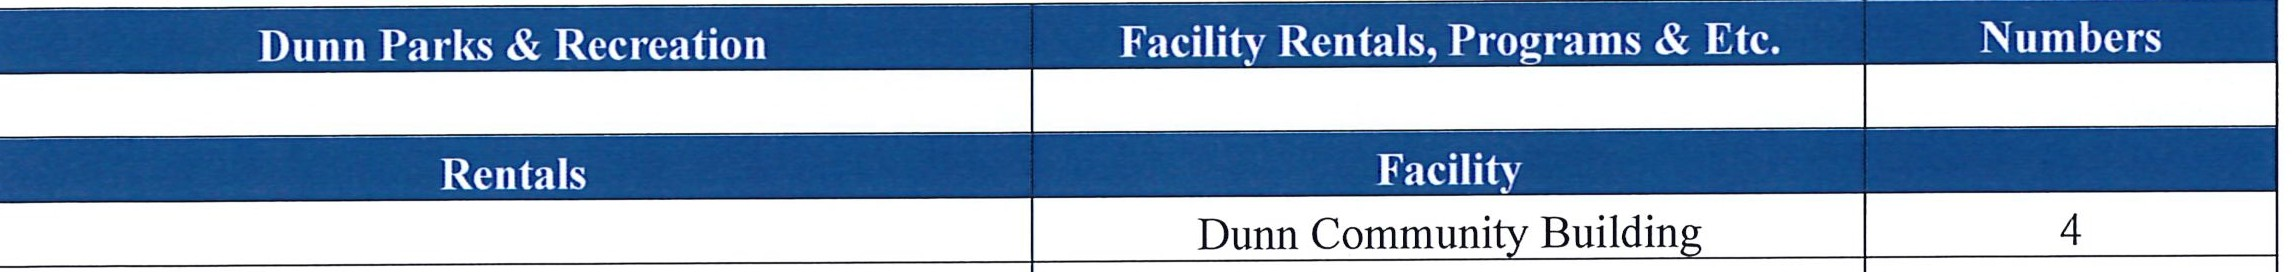 Dunn Parks & Recreation Facility Rentals, Programs & Etc. Numbers
Rentals Facility
Dunn Community Building 4